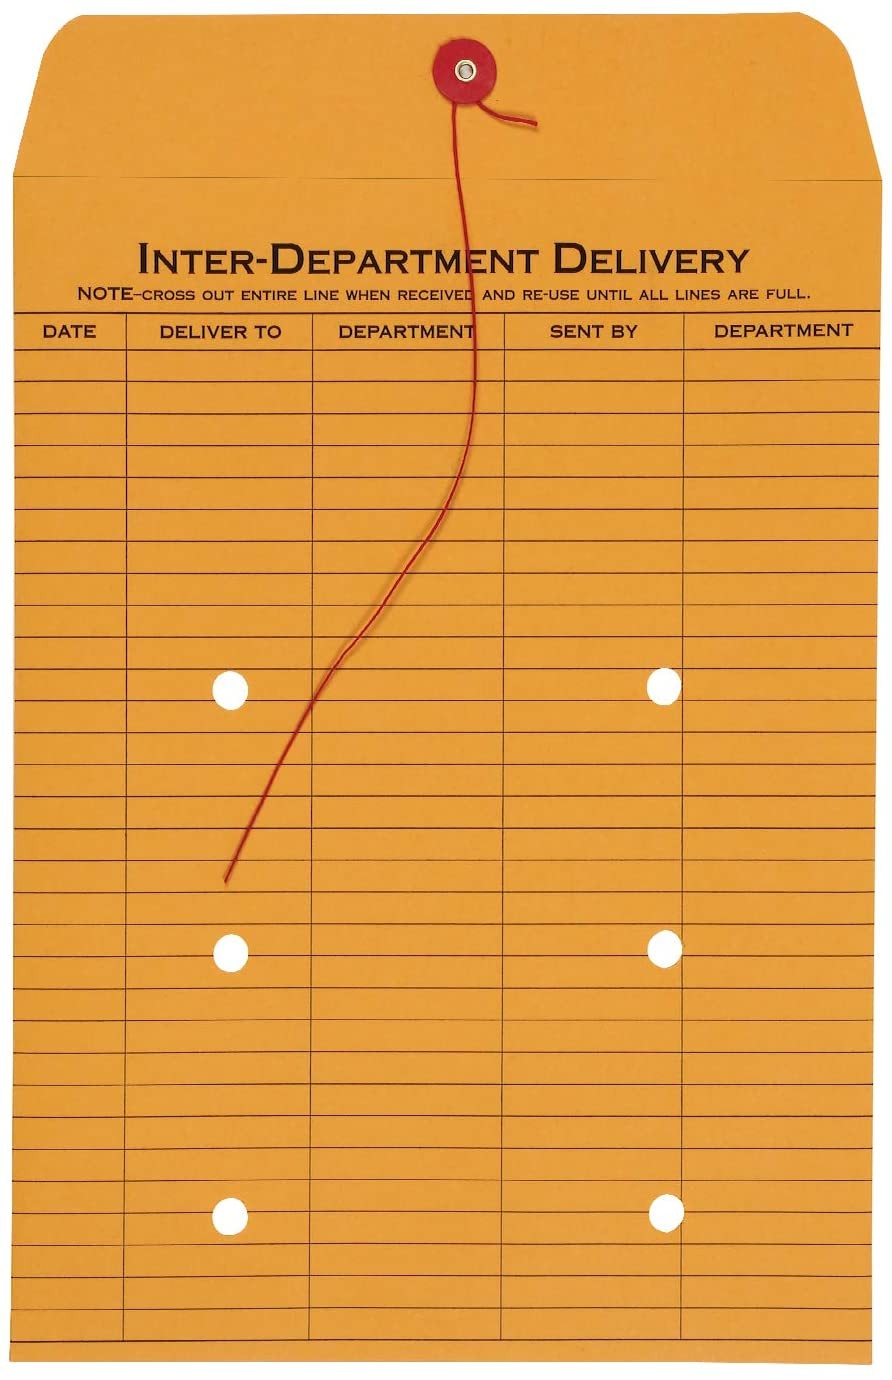 INTER-DEPARTMENT DELIVERY
NOTE-CROSS OUT ENTIRE LINE WHEN RECEIVED AND RE-USE UNTIL ALL LINES ARE FULL.
DATE DELIVER TO DEPARTMENT SENT BY DEPARTMENT